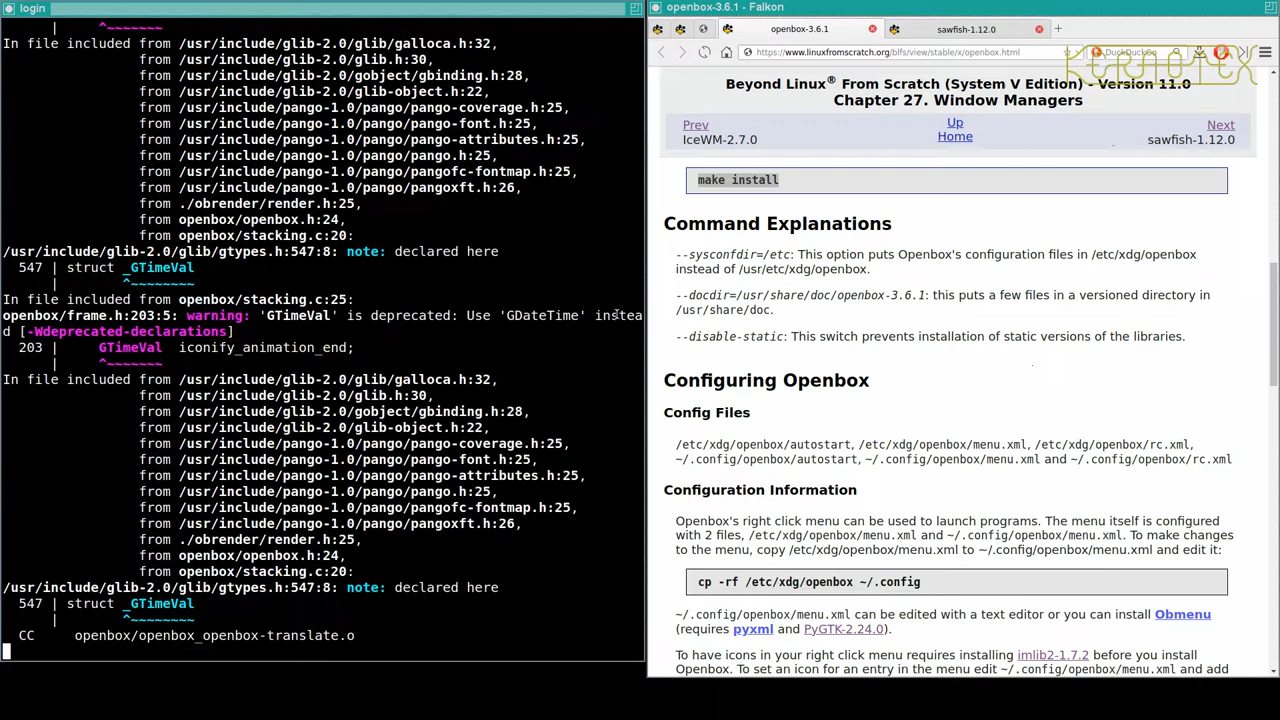 login
| ^~~~~~~~
In file included from /usr/include/glib-2.0/glib/galloca.h:32,
from /usr/include/glib-2.0/glib.h:30,
from /usr/include/glib-2.0/gobject/gbinding.h:28,
from /usr/include/glib-2.0/glib-object.h:22,
from /usr/include/pango-1.0/pango/pango-coverage.h:25,
from /usr/include/pango-1.0/pango/pango-font.h:25,
from /usr/include/pango-1.0/pango/pango-attributes.h:25,
from /usr/include/pango-1.0/pango/pango.h:25,
from /usr/include/pango-1.0/pango/pangofc-fontmap.h:25,
from /usr/include/pango-1.0/pango/pangoxft.h:26,
from ./obrender/render.h:25,
from openbox/openbox.h:24,
from openbox/stacking.c:20:
/usr/include/glib-2.0/glib/gtypes.h:547:8: note: declared here
547 | struct _GTimeVal
| ^~~~~~~~~
In file included from openbox/stacking.c:25:
openbox/frame.h:203:5: warning: 'GTimeVal' is deprecated: Use 'GDateTime' instea
d [-Wdeprecated-declarations]
203 | GTimeVal iconify_animation_end;
| ^~~~~~~~
In file included from /usr/include/glib-2.0/glib/galloca.h:32,
from /usr/include/glib-2.0/glib.h:30,
from /usr/include/glib-2.0/gobject/gbinding.h:28,
from /usr/include/glib-2.0/glib-object.h:22,
from /usr/include/pango-1.0/pango/pango-coverage.h:25,
from /usr/include/pango-1.0/pango/pango-font.h:25,
from /usr/include/pango-1.0/pango/pango-attributes.h:25,
from /usr/include/pango-1.0/pango/pango.h:25,
from /usr/include/pango-1.0/pango/pangofc-fontmap.h:25,
from /usr/include/pango-1.0/pango/pangoxft.h:26,
from ./obrender/render.h:25,
from openbox/openbox.h:24,
from openbox/stacking.c:20:
/usr/include/glib-2.0/glib/gtypes.h:547:8: note: declared here
547 | struct _GTimeVal
| ^~~~~~~~~
CC openbox/openbox_openbox-translate.o
openbox-3.6.1 - Falkon
openbox-3.6.1 sawfish-1.12.0
https://www.linuxfromscratch.org/blfs/view/stable/x/openbox.html DuckDuckGo
KERNOTEX
Beyond Linux® From Scratch (System V Edition) - Version 11.0
Chapter 27. Window Managers
Prev Up Next
IceWM-2.7.0 Home sawfish-1.12.0
make install
Command Explanations
--sysconfdir=/etc: This option puts Openbox's configuration files in /etc/xdg/openbox
instead of /usr/etc/xdg/openbox.
--docdir=/usr/share/doc/openbox-3.6.1: this puts a few files in a versioned directory in
/usr/share/doc.
--disable-static: This switch prevents installation of static versions of the libraries.
Configuring Openbox
Config Files
/etc/xdg/openbox/autostart, /etc/xdg/openbox/menu.xml, /etc/xdg/openbox/rc.xml,
~/.config/openbox/autostart, ~/.config/openbox/menu.xml and ~/.config/openbox/rc.xml
Configuration Information
Openbox's right click menu can be used to launch programs. The menu itself is configured
with 2 files, /etc/xdg/openbox/menu.xml and ~/.config/openbox/menu.xml. To make changes
to the menu, copy /etc/xdg/openbox/menu.xml to ~/.config/openbox/menu.xml and edit it:
cp -rf /etc/xdg/openbox ~/.config
~/.config/openbox/menu.xml can be edited with a text editor or you can install Obmenu
(requires pyxml and PyGTK-2.24.0).
To have icons in your right click menu requires installing imlib2-1.7.2 before you install
Openbox. To set an icon for an entry in the menu edit ~/.config/openbox/menu.xml and add